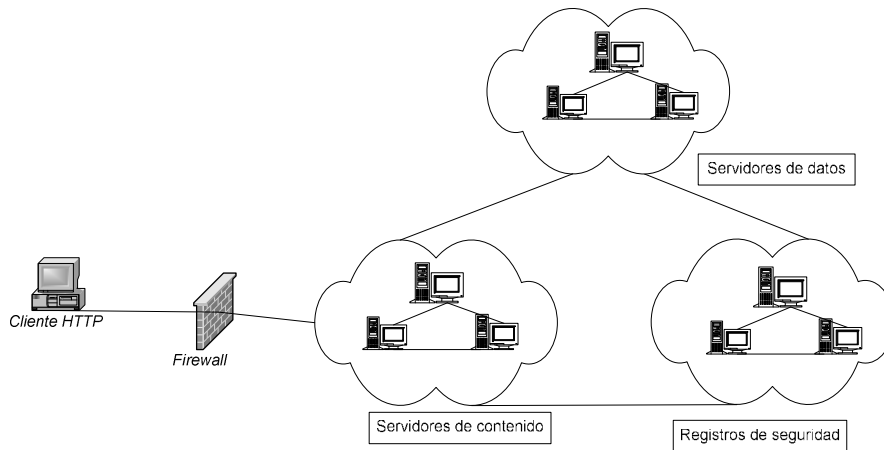 Servidores de datos
Cliente HTTP
Firewall
Servidores de contenido
Registros de seguridad